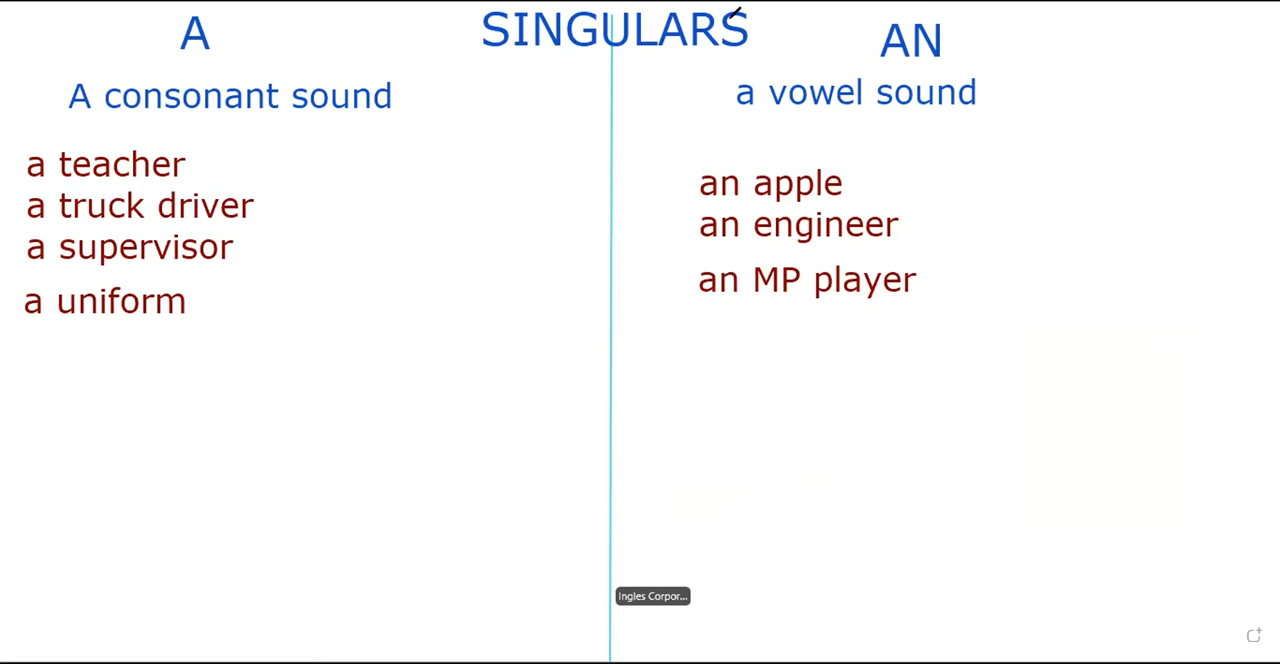 SINGULARS
A
A consonant sound
a teacher
a truck driver
a supervisor
a uniform
AN
a vowel sound
an apple
an engineer
an MP player
Ingles Corpor...